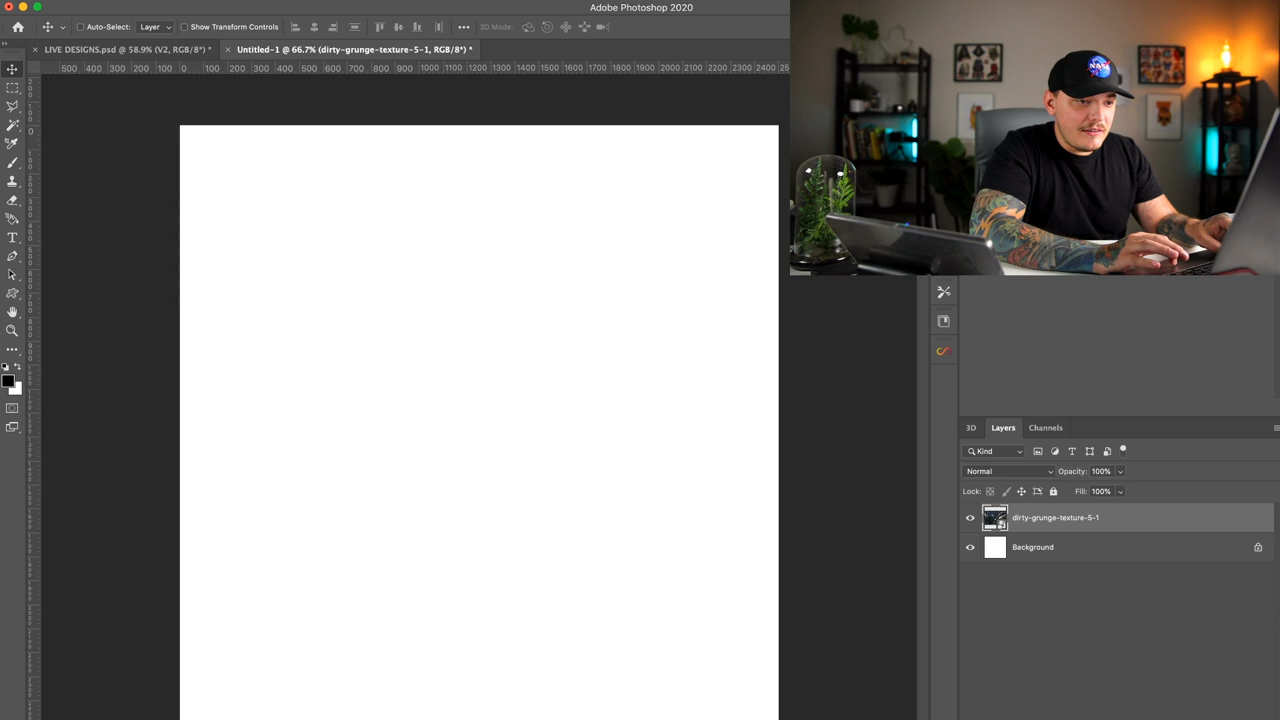 Adobe Photoshop 2020
Auto-Select: Layer Show Transform Controls 3D Mode:
LIVE DESIGNS.psd @ 58.9% (V2, RGB/8*) * Untitled-1 @ 66.7% (dirty-grunge-texture-5-1, RGB/8*) *
500 400 300 200 100 0 100 200 300 400 500 600 700 800 900 1000 1100 1200 1300 1400 1500 1600 1700 1800 1900 2000 2100 2200 2300 2400 25
NASA
3D Layers Channels
Kind
Normal Opacity: 100%
Lock: Fill: 100%
dirty-grunge-texture-5-1
Background